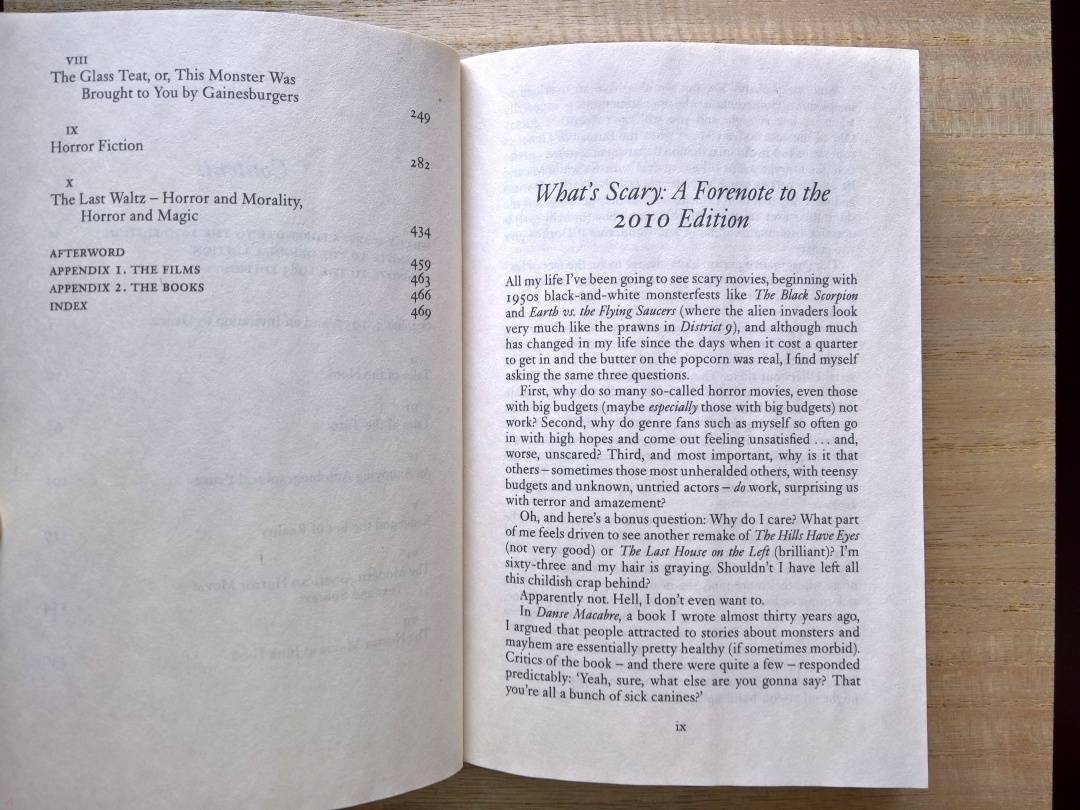 VIII
The Glass Teat, or, This Monster Was
Brought to You by Gainesburgers
249
IX
Horror Fiction
282
X
The Last Waltz – Horror and Morality,
Horror and Magic
434
AFTERWORD
459
APPENDIX 1. THE FILMS
463
APPENDIX 2. THE BOOKS
466
INDEX
469
What's Scary: A Forenote to the
2010 Edition
All my life I've been going to see scary movies, beginning with
1950s black-and-white monsterfests like The Black Scorpion
and Earth vs. the Flying Saucers (where the alien invaders look
very much like the prawns in District 9), and although much
has changed in my life since the days when it cost a quarter
to get in and the butter on the popcorn was real, I find myself
asking the same three questions.
First, why do so many so-called horror movies, even those
with big budgets (maybe especially those with big budgets) not
work? Second, why do genre fans such as myself so often go
in with high hopes and come out feeling unsatisfied ... and,
worse, unscared? Third, and most important, why is it that
others – sometimes those most unheralded others, with teensy
budgets and unknown, untried actors – do work, surprising us
with terror and amazement?
Oh, and here's a bonus question: Why do I care? What part
of me feels driven to see another remake of The Hills Have Eyes
(not very good) or The Last House on the Left (brilliant)? I'm
sixty-three and my hair is graying. Shouldn't I have left all
this childish crap behind?
Apparently not. Hell, I don't even want to.
In Danse Macabre, a book I wrote almost thirty years ago,
I argued that people attracted to stories about monsters and
mayhem are essentially pretty healthy (if sometimes morbid).
Critics of the book – and there were quite a few – responded
predictably: 'Yeah, sure, what else are you gonna say? That
you're all a bunch of sick canines?'
ix